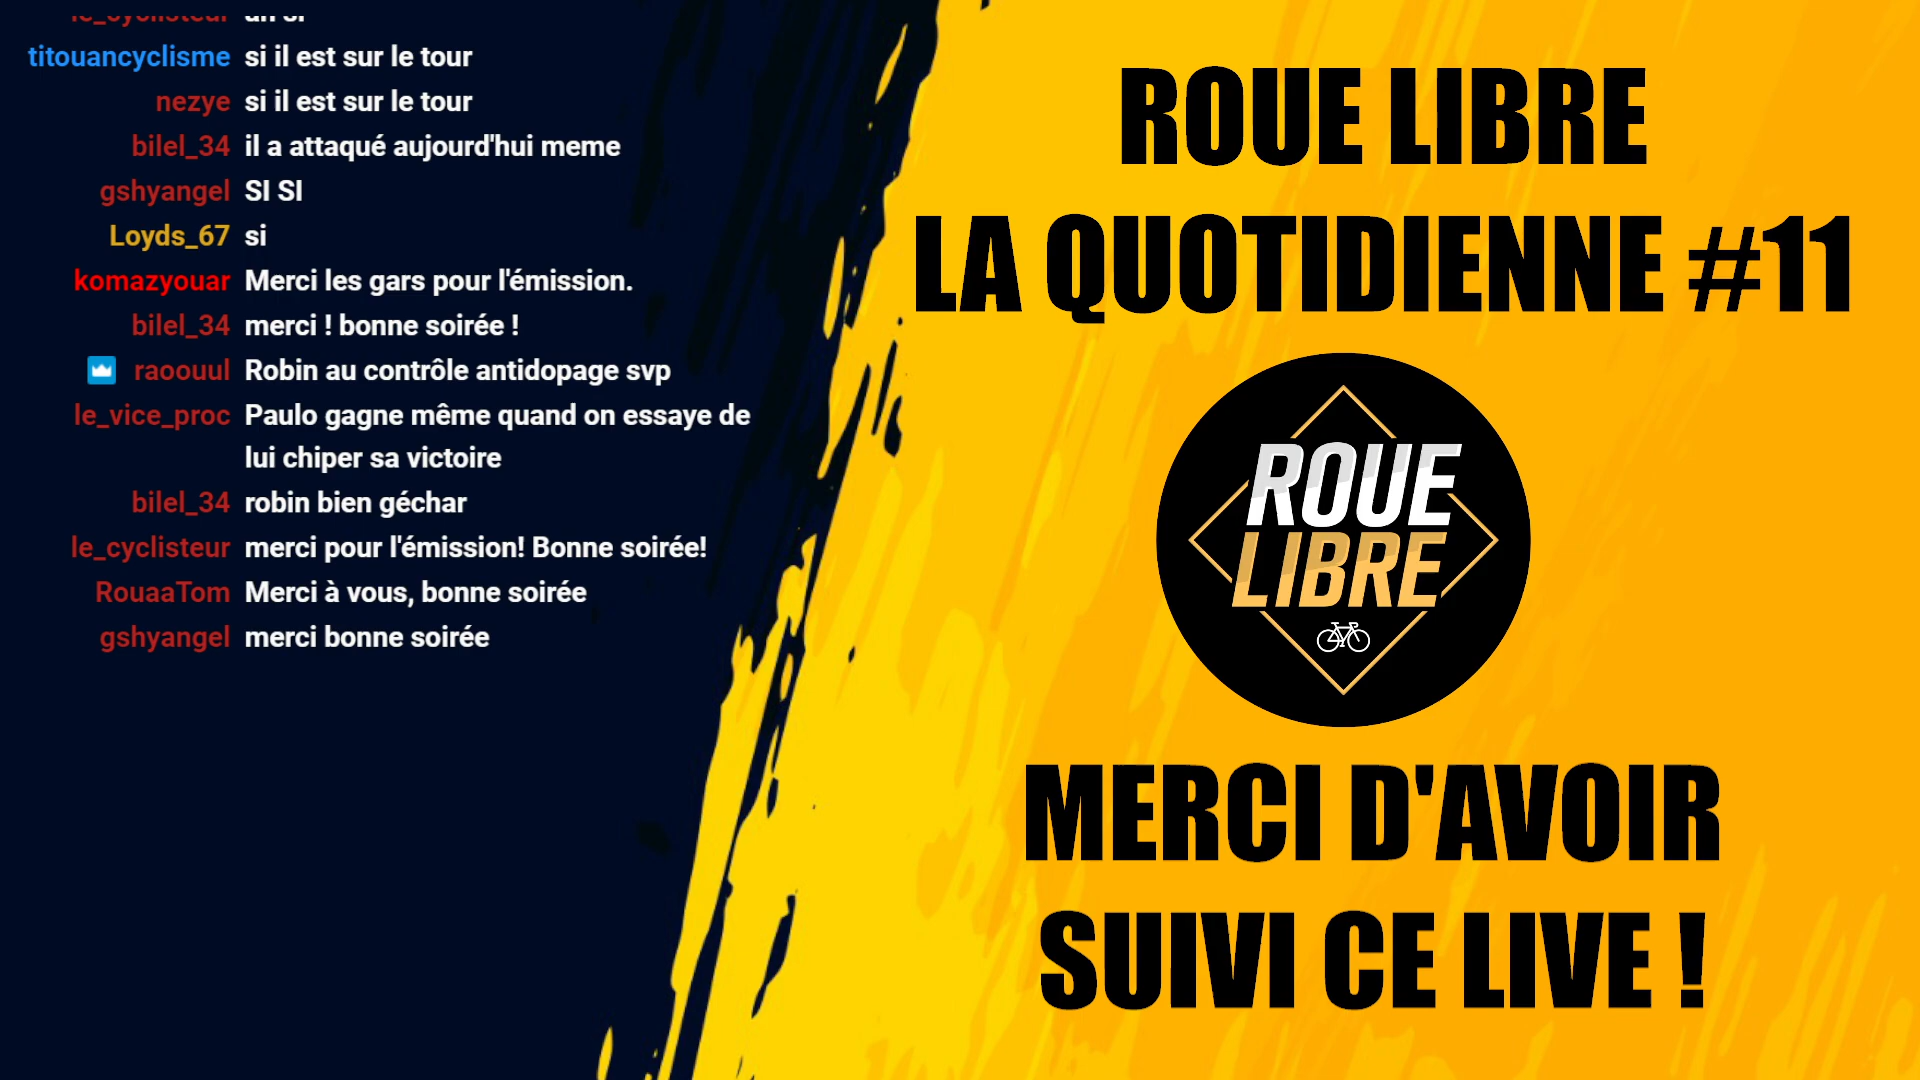 titouancyclisme si il est sur le tour
nezye si il est sur le tour
bilel_34 il a attaqué aujourd'hui meme
gshyangel SI SI
Loyds_67 si
komazyouar Merci les gars pour l'émission.
bilel_34 merci ! bonne soirée !
raoouul Robin au contrôle antidopage svp
le_vice_proc Paulo gagne même quand on essaye de
lui chiper sa victoire
bilel_34 robin bien géchar
le_cyclisteur merci pour l'émission! Bonne soirée!
RouaaTom Merci à vous, bonne soirée
gshyangel merci bonne soirée
ROUE LIBRE
LA QUOTIDIENNE #11
ROUE
LIBRE
MERCI D'AVOIR
SUIVI CE LIVE !